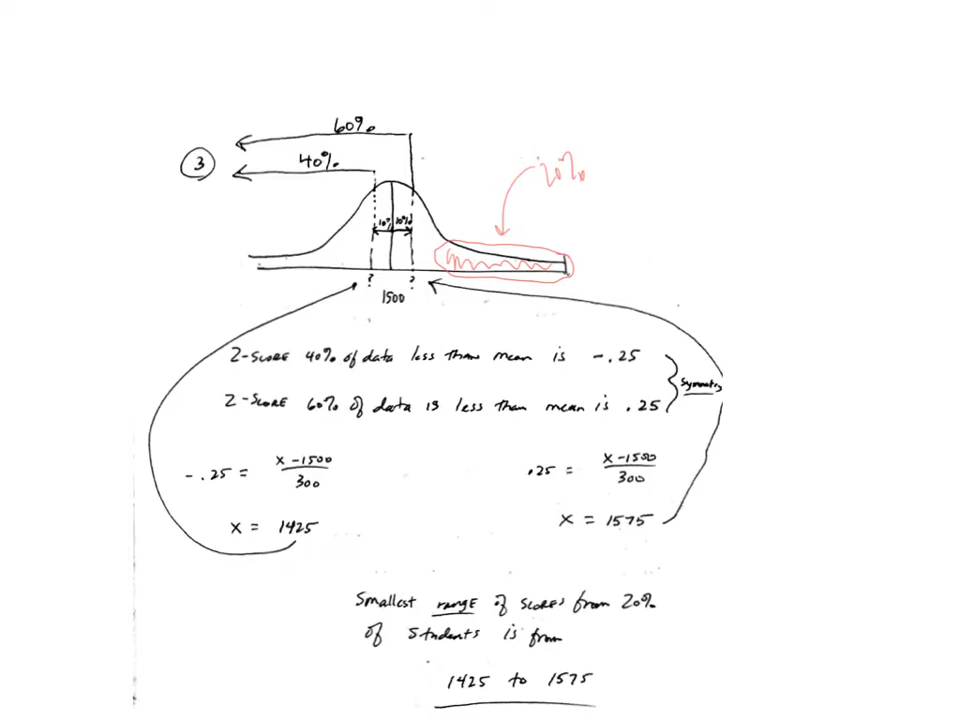 60%
3
40%
20%
10% 10%
? ?
1500
Z-Score 40% of data less than mean is -.25
Symmetry
Z-Score 60% of data is less than mean is .25
-.25 = x-1500
300
.25 = x-1500
300
x = 1425
x = 1575
Smallest range of scores from 20%
of students is from
1425 to 1575